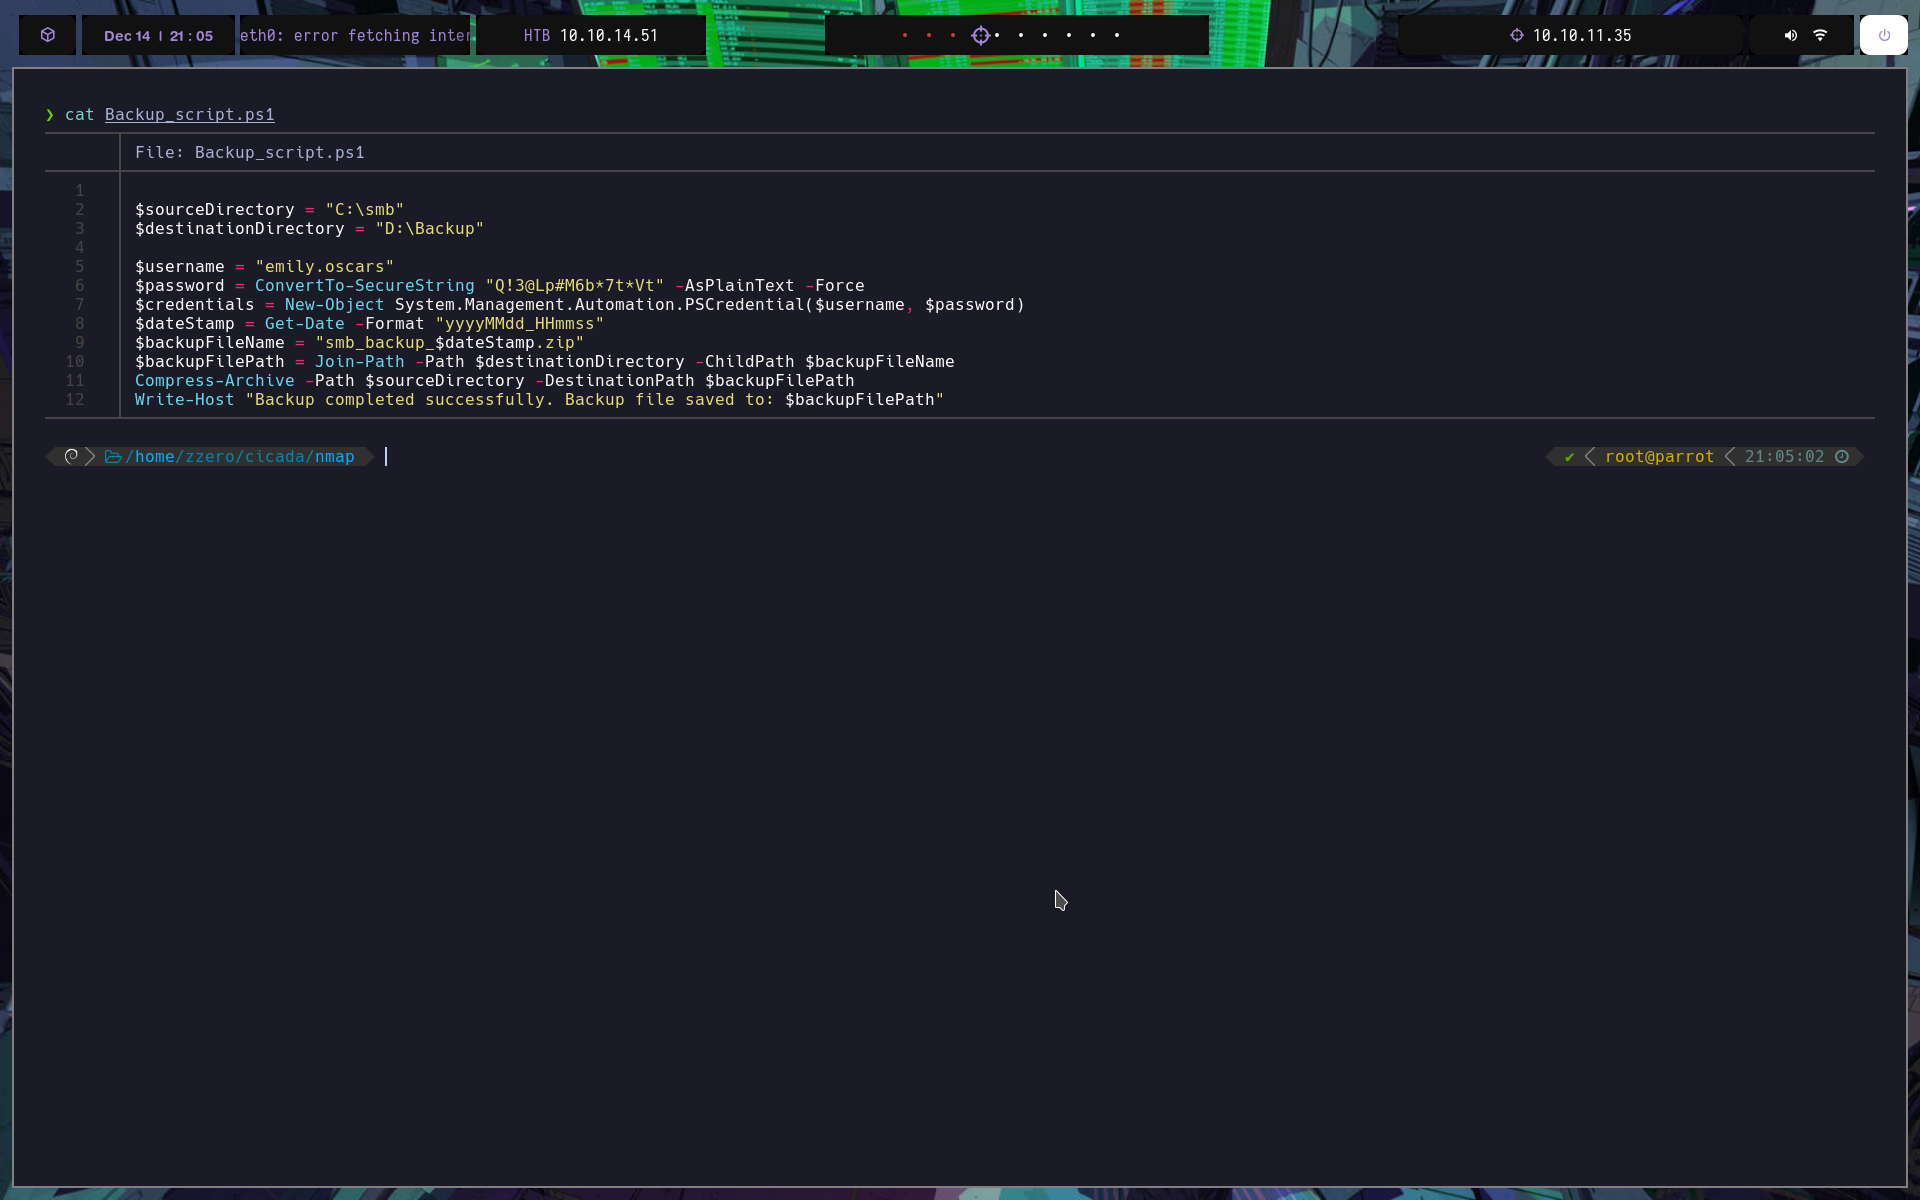 Dec 14 | 21:05 eth0: error fetching inter HTB 10.10.14.51 10.10.11.35
❯ cat Backup_script.ps1
File: Backup_script.ps1
1
2 $sourceDirectory = "C:\smb"
3 $destinationDirectory = "D:\Backup"
4
5 $username = "emily.oscars"
6 $password = ConvertTo-SecureString "Q!3@Lp#M6b*7t*Vt" -AsPlainText -Force
7 $credentials = New-Object System.Management.Automation.PSCredential($username, $password)
8 $dateStamp = Get-Date -Format "yyyyMMdd_HHmmss"
9 $backupFileName = "smb_backup_$dateStamp.zip"
10 $backupFilePath = Join-Path -Path $destinationDirectory -ChildPath $backupFileName
11 Compress-Archive -Path $sourceDirectory -DestinationPath $backupFilePath
12 Write-Host "Backup completed successfully. Backup file saved to: $backupFilePath"
/home/zzero/cicada/nmap ✔ root@parrot 21:05:02